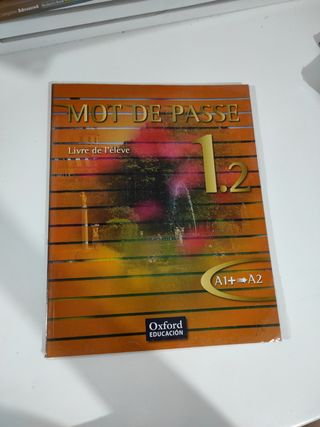 MOT DE PASSE
Livre de l'élève
1.2
A1+ ⇒ A2
Oxford
EDUCACIÓN